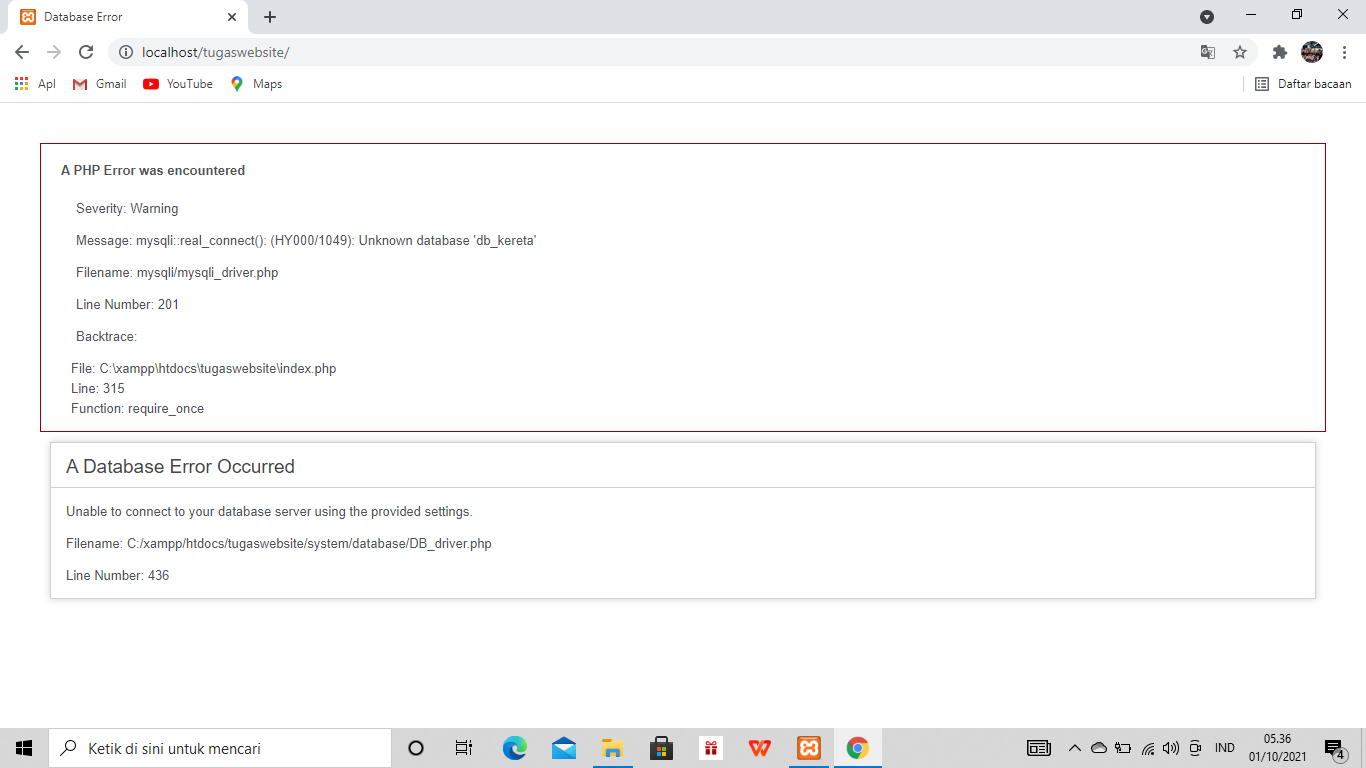 Database Error
localhost/tugaswebsite/
Apl
Gmail
YouTube
Maps
Daftar bacaan
A PHP Error was encountered
Severity: Warning
Message: mysqli::real_connect(): (HY000/1049): Unknown database 'db_kereta'
Filename: mysqli/mysqli_driver.php
Line Number: 201
Backtrace:
File: C:\xampp\htdocs\tugaswebsite\index.php
Line: 315
Function: require_once
A Database Error Occurred
Unable to connect to your database server using the provided settings.
Filename: C:/xampp/htdocs/tugaswebsite/system/database/DB_driver.php
Line Number: 436
Ketik di sini untuk mencari
IND
05.36
01/10/2021
4